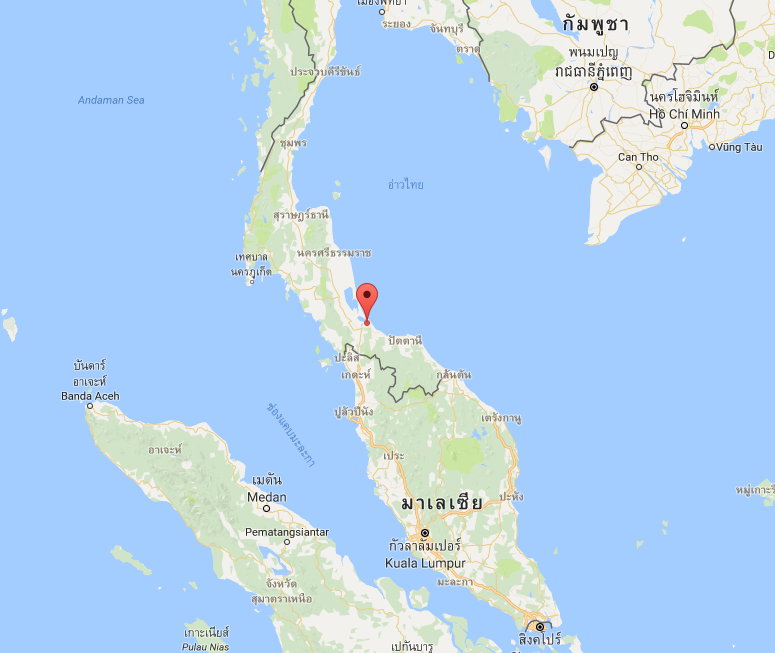 เมืองพัทยา
ระยอง
จันทบุรี
ตราด
กัมพูชา
พนมเปญ
រាជធានីភ្នំពេញ
ประจวบคีรีขันธ์
Andaman Sea
นครโฮจิมินห์
Hồ Chí Minh
Vũng Tàu
Can Tho
ชุมพร
อ่าวไทย
สุราษฎร์ธานี
นครศรีธรรมราช
เทศบาล
นครภูเก็ต
ปัตตานี
ปะลิส
เกดะห์
กลันตัน
บันดาร์
อาเจะห์
Banda Aceh
ปูลัวปีนัง
ช่องแคบมะละกา
ตรังกานู
อาเจะห์
เประ
เมดัน
Medan
มาเลเซีย
ปะหัง
หมู่เกาะรี
Pematangsiantar
กัวลาลัมเปอร์
Kuala Lumpur
จังหวัด
สุมาตราเหนือ
มะละกา
เกาะเนียส์
Pulau Nias
เปกันบารู
สิงคโปร์